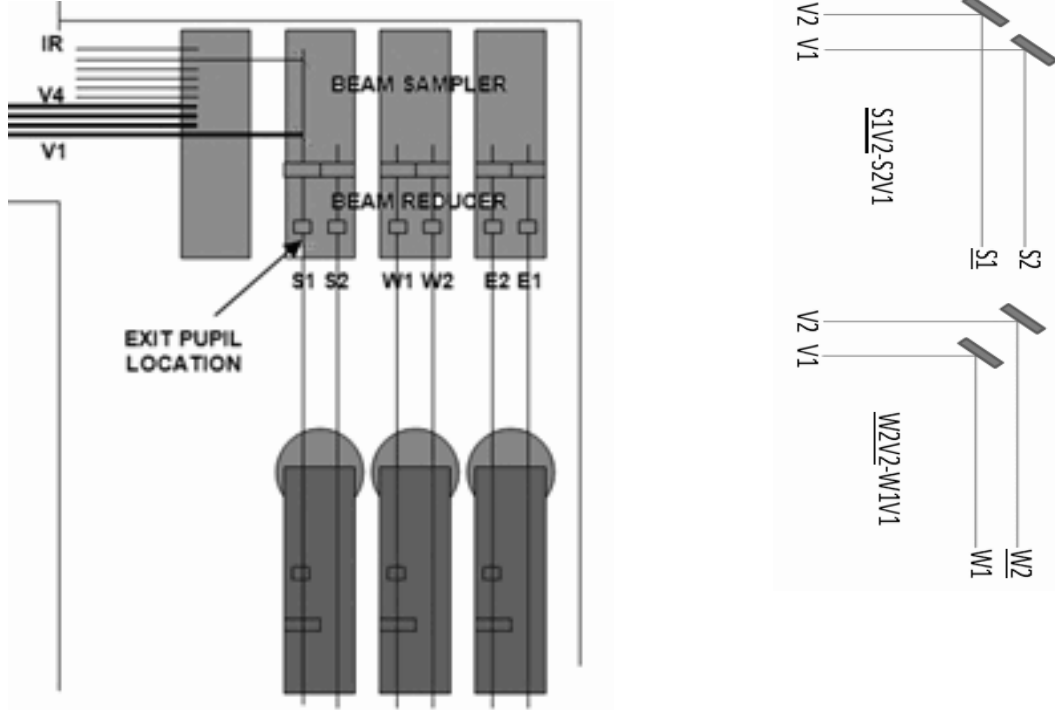 IR
BEAM SAMPLER
V4
V1
BEAM REDUCER
S1 S2 W1 W2 E2 E1
EXIT PUPIL
LOCATION
V2
V1
S1V2-S2V1
S1
S2
V2
V1
W2V2-W1V1
W1
W2